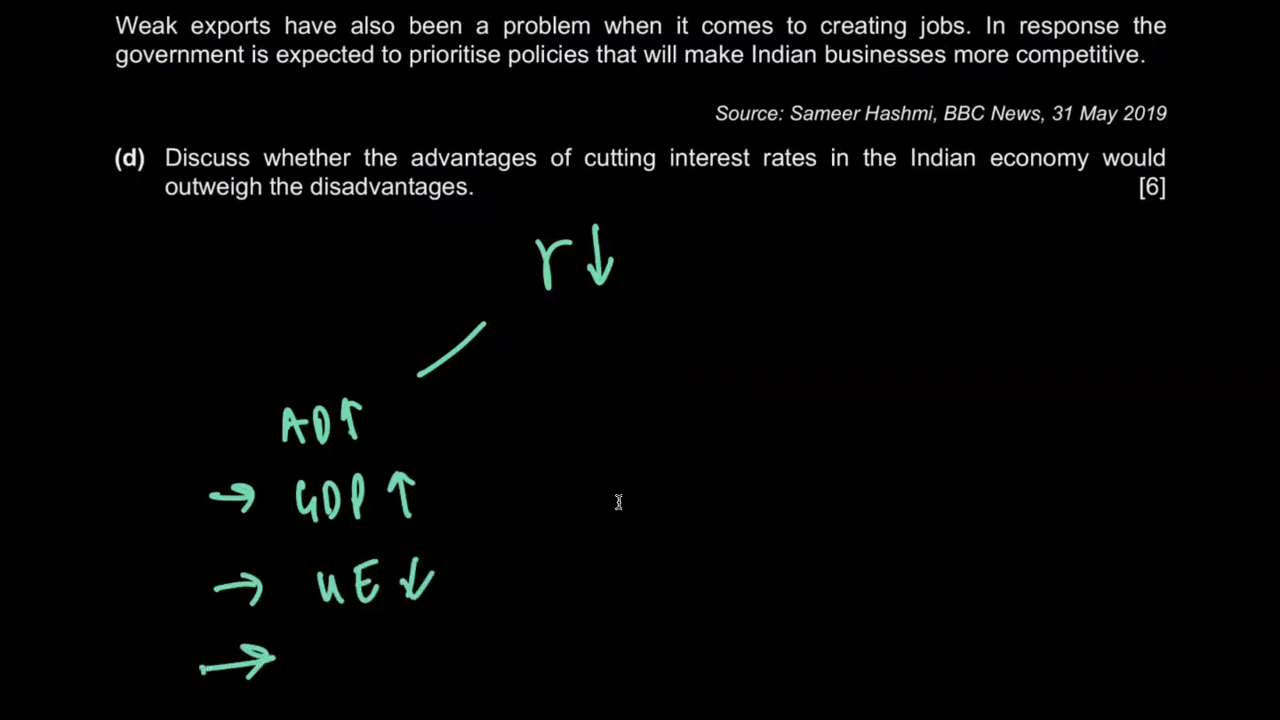 Weak exports have also been a problem when it comes to creating jobs. In response the
government is expected to prioritise policies that will make Indian businesses more competitive.
Source: Sameer Hashmi, BBC News, 31 May 2019
(d) Discuss whether the advantages of cutting interest rates in the Indian economy would
outweigh the disadvantages. [6]
r↓
AD↑
→ GDP↑
→ UE↓
→